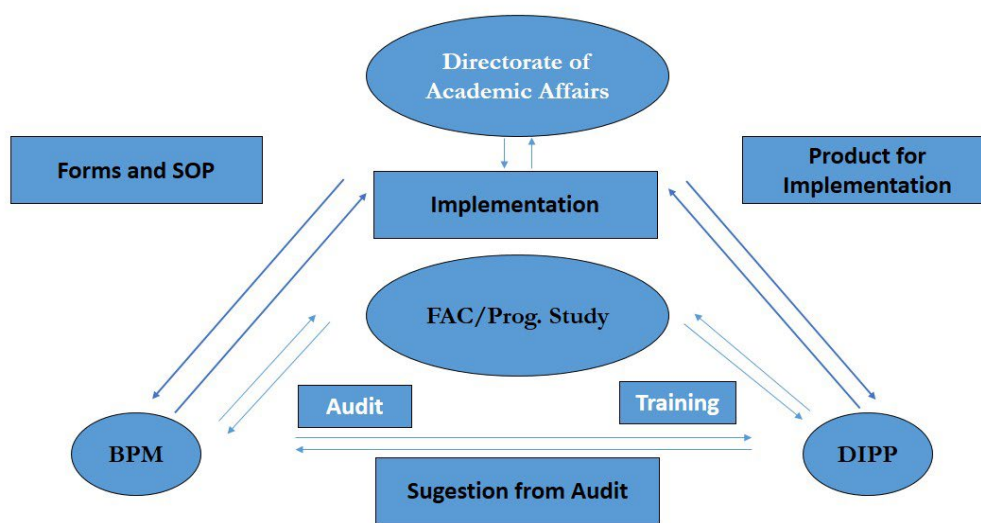 Directorate of
Academic Affairs
Forms and SOP
Product for
Implementation
Implementation
FAC/Prog. Study
Audit
Training
BPM
DIPP
Sugestion from Audit